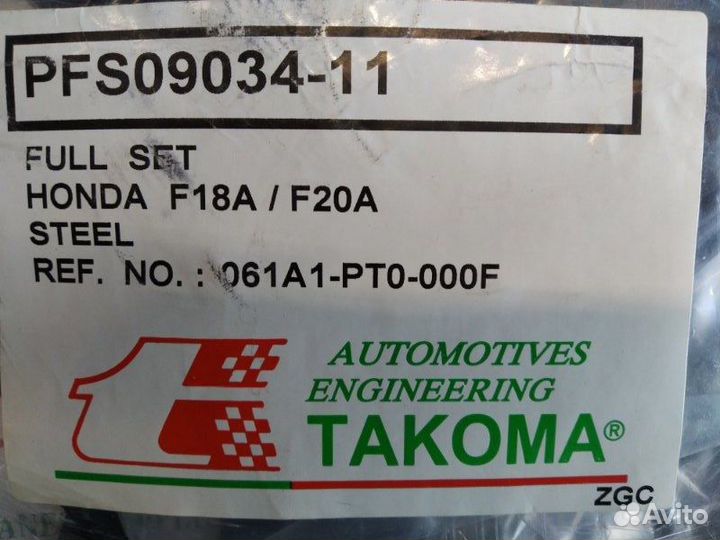 PFS09034-11
FULL SET
HONDA F18A / F20A
STEEL
REF. NO. : 061A1-PT0-000F
AUTOMOTIVES
ENGINEERING
TAKOMA®
ZGC
Avito